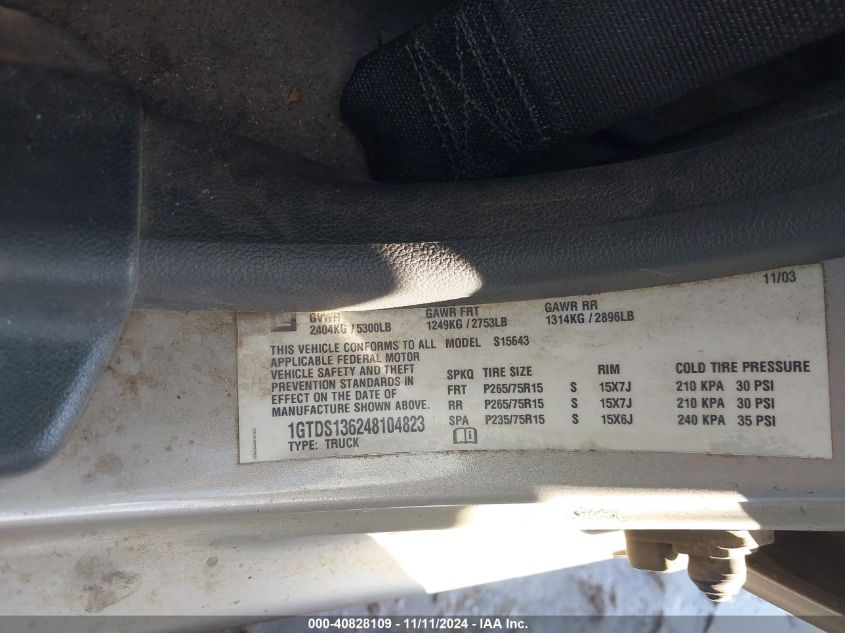 11/03
GVWR GAWR FRT GAWR RR
2404KG / 5300LB 1249KG / 2753LB 1314KG / 2896LB
THIS VEHICLE CONFORMS TO ALL MODEL S15643
APPLICABLE FEDERAL MOTOR
VEHICLE SAFETY AND THEFT
PREVENTION STANDARDS IN
EFFECT ON THE DATE OF
MANUFACTURE SHOWN ABOVE.
1GTDS136248104823
TYPE: TRUCK
SPKQ TIRE SIZE RIM COLD TIRE PRESSURE
FRT P265/75R15 S 15X7J 210 KPA 30 PSI
RR P265/75R15 S 15X7J 210 KPA 30 PSI
SPA P235/75R15 S 15X6J 240 KPA 35 PSI
000-40828109 - 11/11/2024 - IAA Inc.